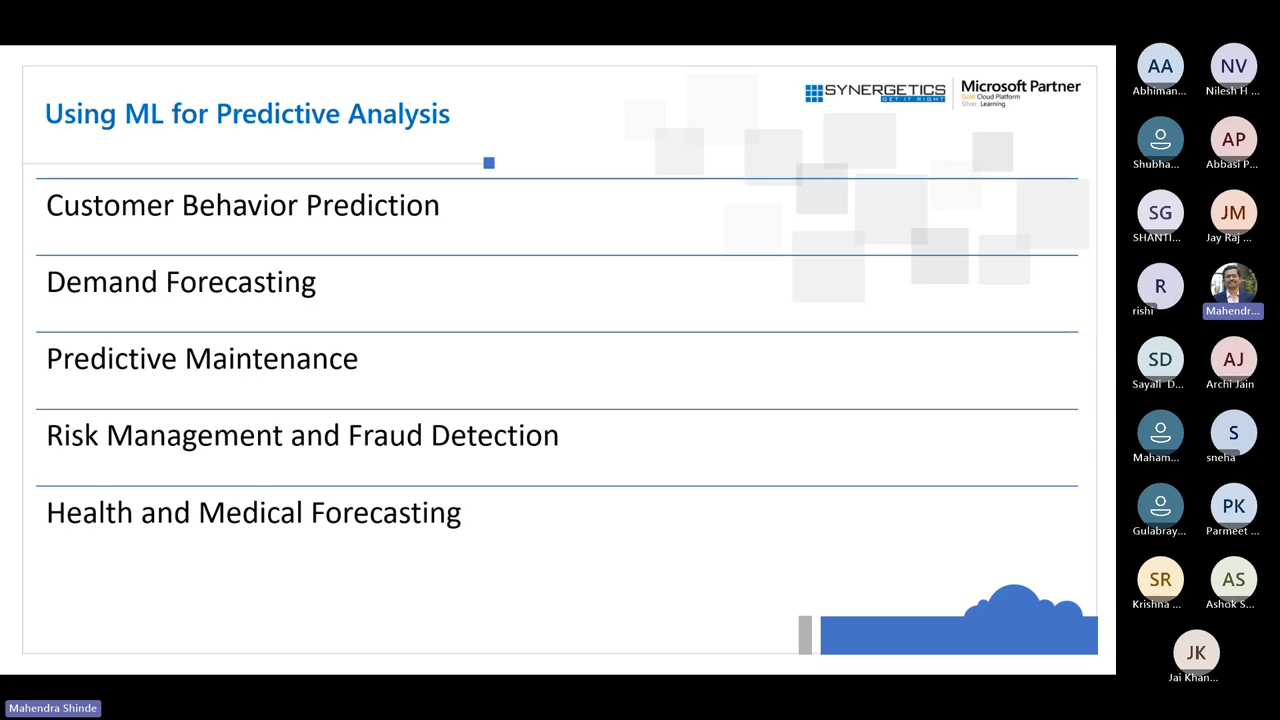 Using ML for Predictive Analysis
SYNERGETICS
GET IT RIGHT
Microsoft Partner
Gold Cloud Platform
Silver Learning
Customer Behavior Prediction
Demand Forecasting
Predictive Maintenance
Risk Management and Fraud Detection
Health and Medical Forecasting
AA
Abhiman...
NV
Nilesh H ...
Shubha...
AP
Abbasi P...
SG
SHANTI...
JM
Jay Raj ...
R
rishi
Mahendr...
SD
Sayali D...
AJ
Archi Jain
Maham...
S
sneha
Gulabray...
PK
Parmeet ...
SR
Krishna ...
AS
Ashok S...
JK
Jai Khan...
Mahendra Shinde